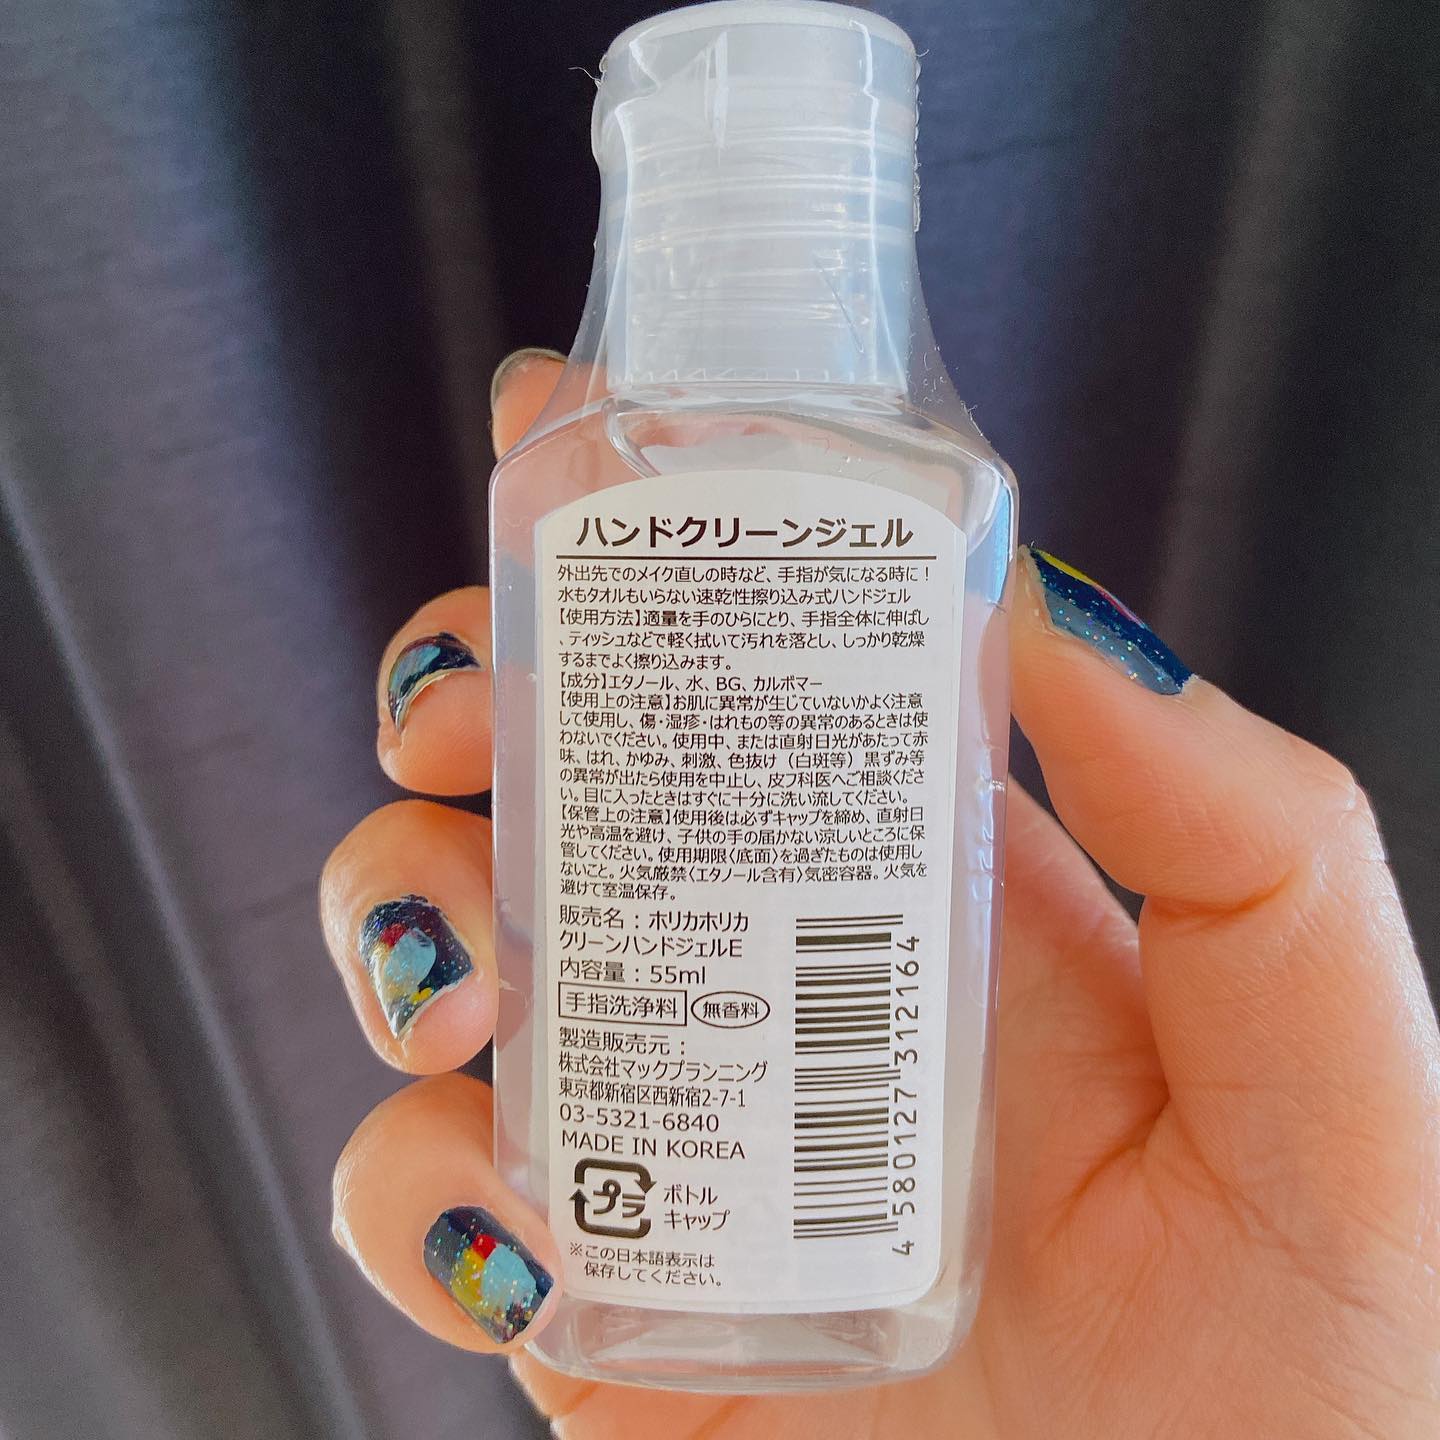 ハンドクリーンジェル
外出先でのメイク直しの時など、手指が気になる時に！
水もタオルもいらない速乾性擦り込み式ハンドジェル
【使用方法】適量を手のひらにとり、手指全体に伸ばし
、ティッシュなどで軽く拭いて汚れを落とし、しっかり乾燥
するまでよく擦り込みます。
【成分】エタノール、水、BG、カルボマー
【使用上の注意】お肌に異常が生じていないかよく注意
して使用し、傷・湿疹・はれもの等の異常のあるときは使
わないでください。使用中、または直射日光があたって赤
味、はれ、かゆみ、刺激、色抜け（白斑等）黒ずみ等
の異常が出たら使用を中止し、皮フ科医へご相談くださ
い。目に入ったときはすぐに十分に洗い流してください。
【保管上の注意】使用後は必ずキャップを締め、直射日
光や高温を避け、子供の手の届かない涼しいところに保
管してください。使用期限〈底面〉を過ぎたものは使用し
ないこと。火気厳禁〈エタノール含有〉気密容器。火気を
避けて室温保存。
販売名：ホリカホリカ
クリーンハンドジェルE
内容量：55ml
手指洗浄料 無香料
製造販売元：
株式会社マックプランニング
東京都新宿区西新宿2-7-1
03-5321-6840
MADE IN KOREA
プラ ボトル
キャップ
※この日本語表示は
保存してください。
4 580127 312164